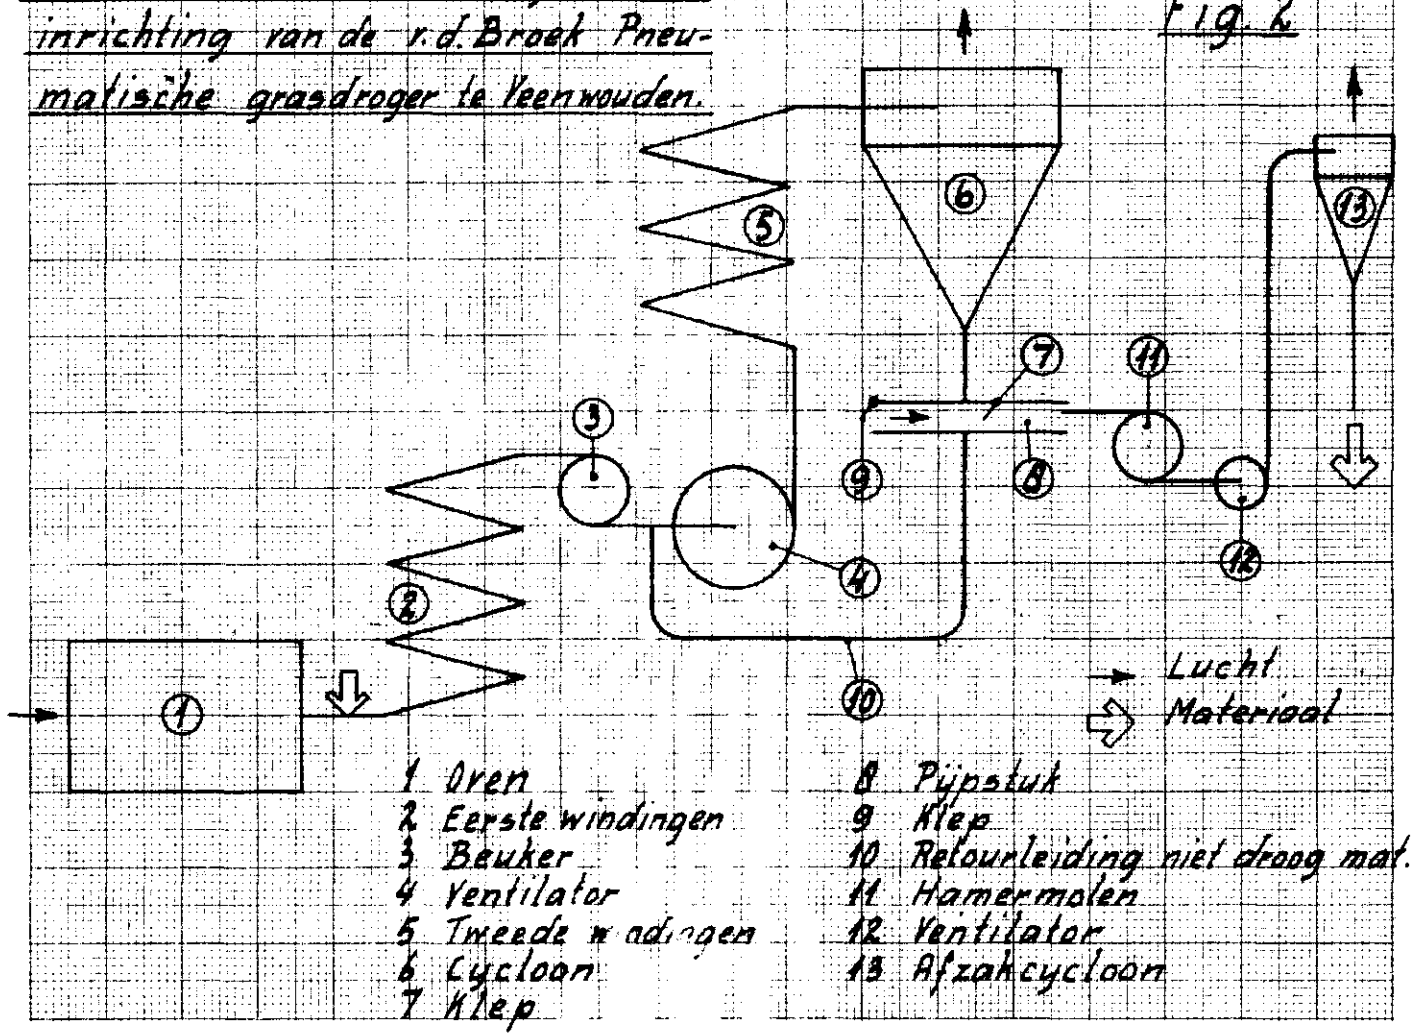 inrichting van de v.d. Broek Pneu-
matische grasdroger te Veenwouden.
Fig. 2
6
13
5
7
11
3
9
8
4
12
2
10
1
Lucht
Materiaal
1 Oven
2 Eerste windingen
3 Beuker
4 Ventilator
5 Tweede w nd ngen
6 Cycloon
7 Klep
8 Pijpstuk
9 Klep
10 Retourleiding niet droog mat.
11 Hamermolen
12 Ventilator
13 Afzakcycloon